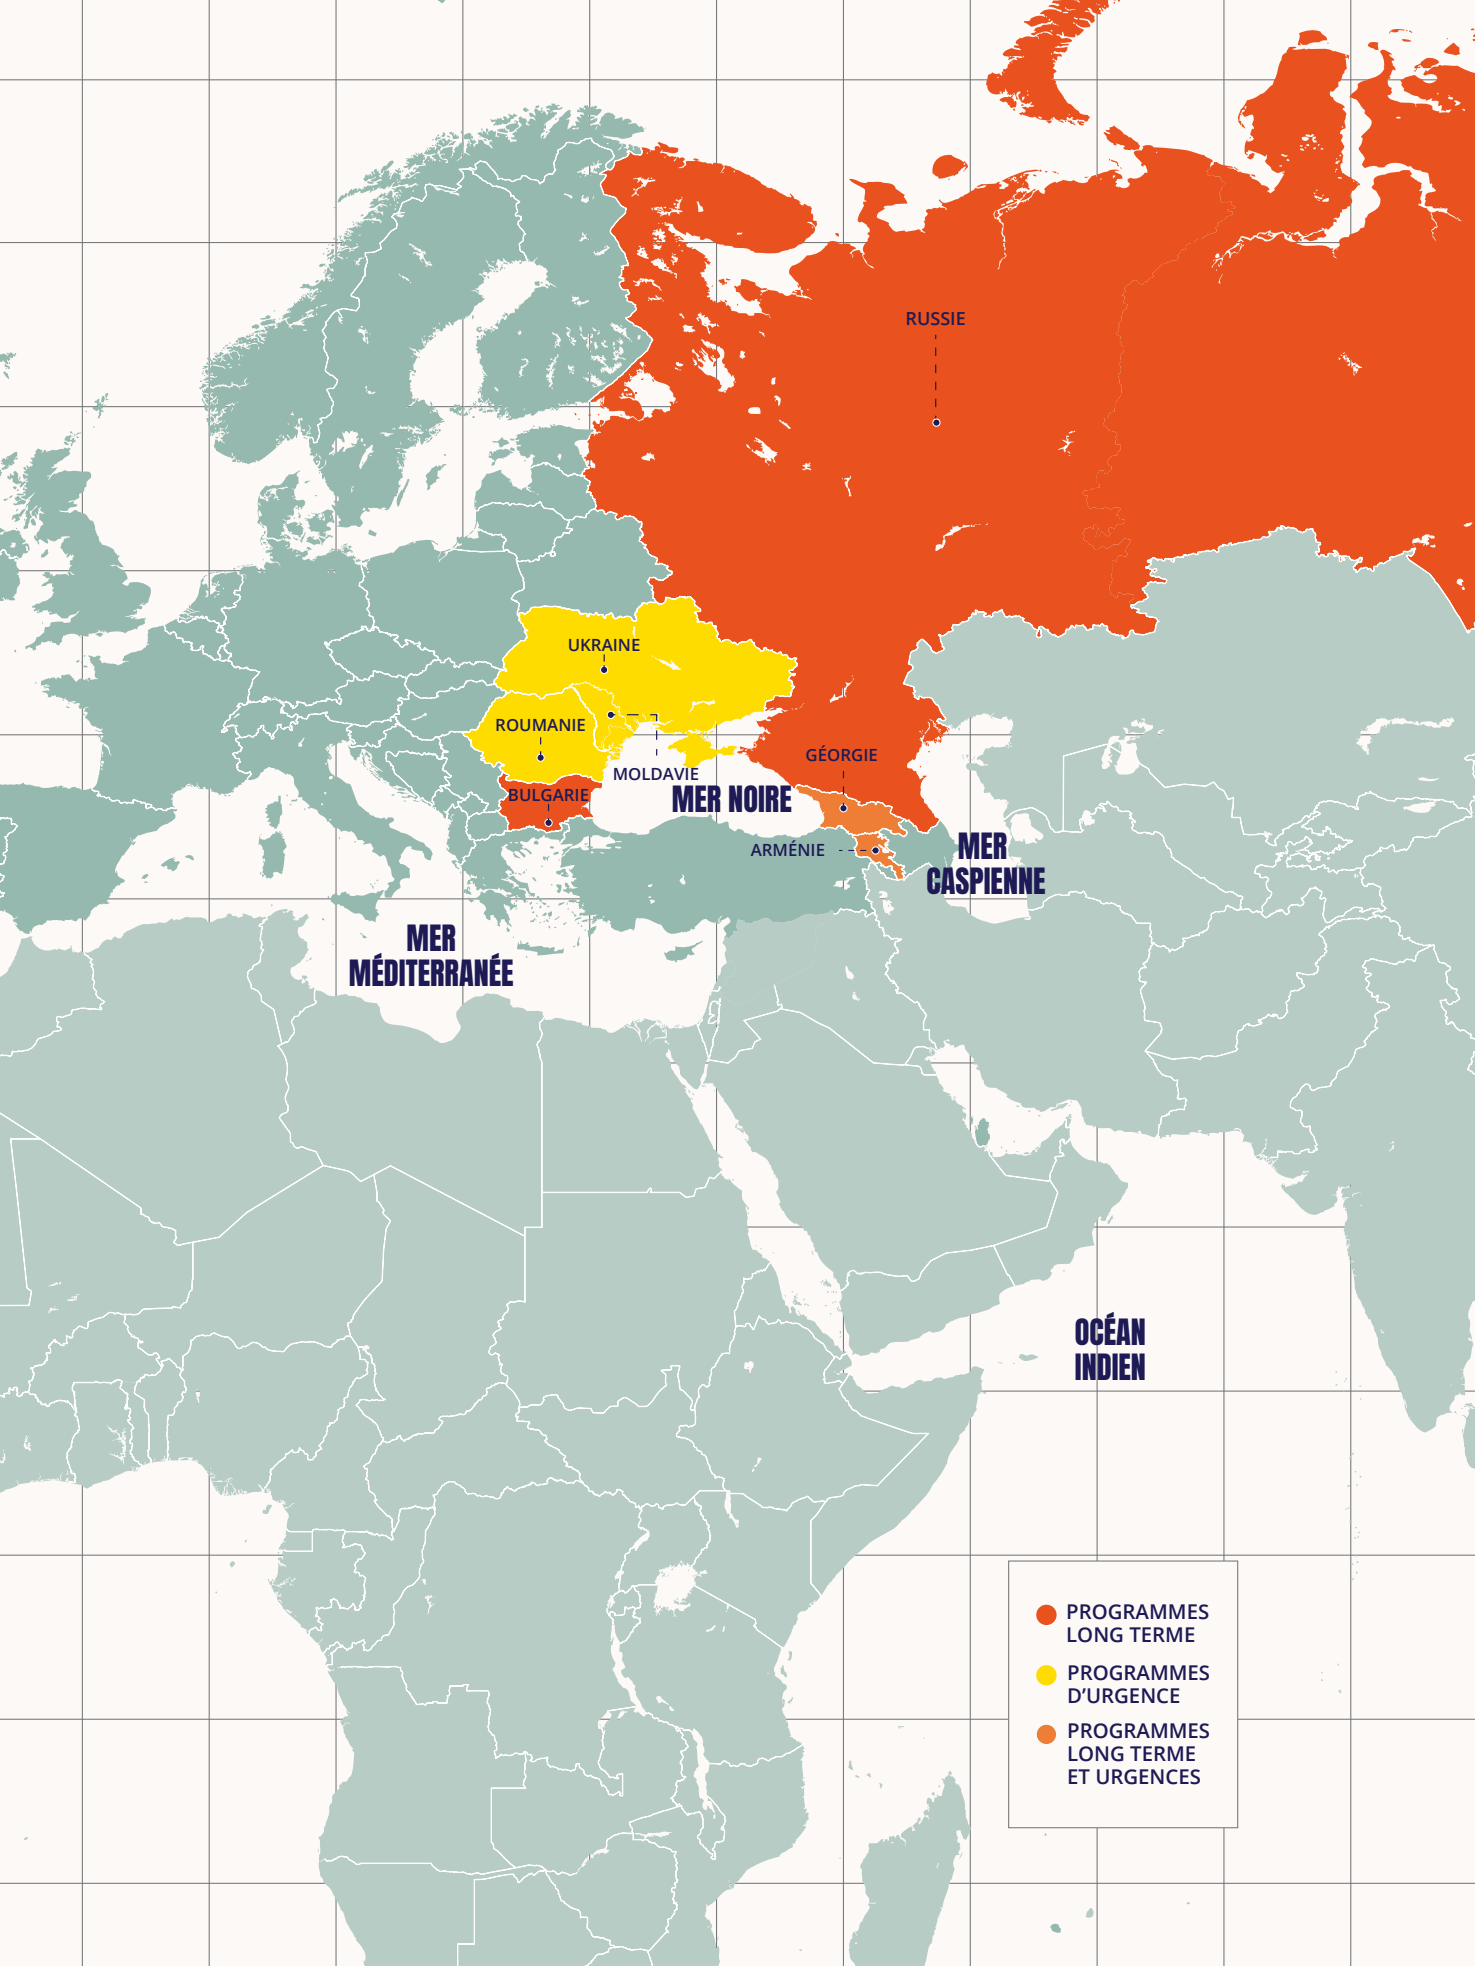 RUSSIE
UKRAINE
ROUMANIE
MOLDAVIE
BULGARIE
MER NOIRE
GÉORGIE
ARMÉNIE
MER
CASPIENNE
MER
MÉDITERRANÉE
OCÉAN
INDIEN
PROGRAMMES
LONG TERME
PROGRAMMES
D’URGENCE
PROGRAMMES
LONG TERME
ET URGENCES